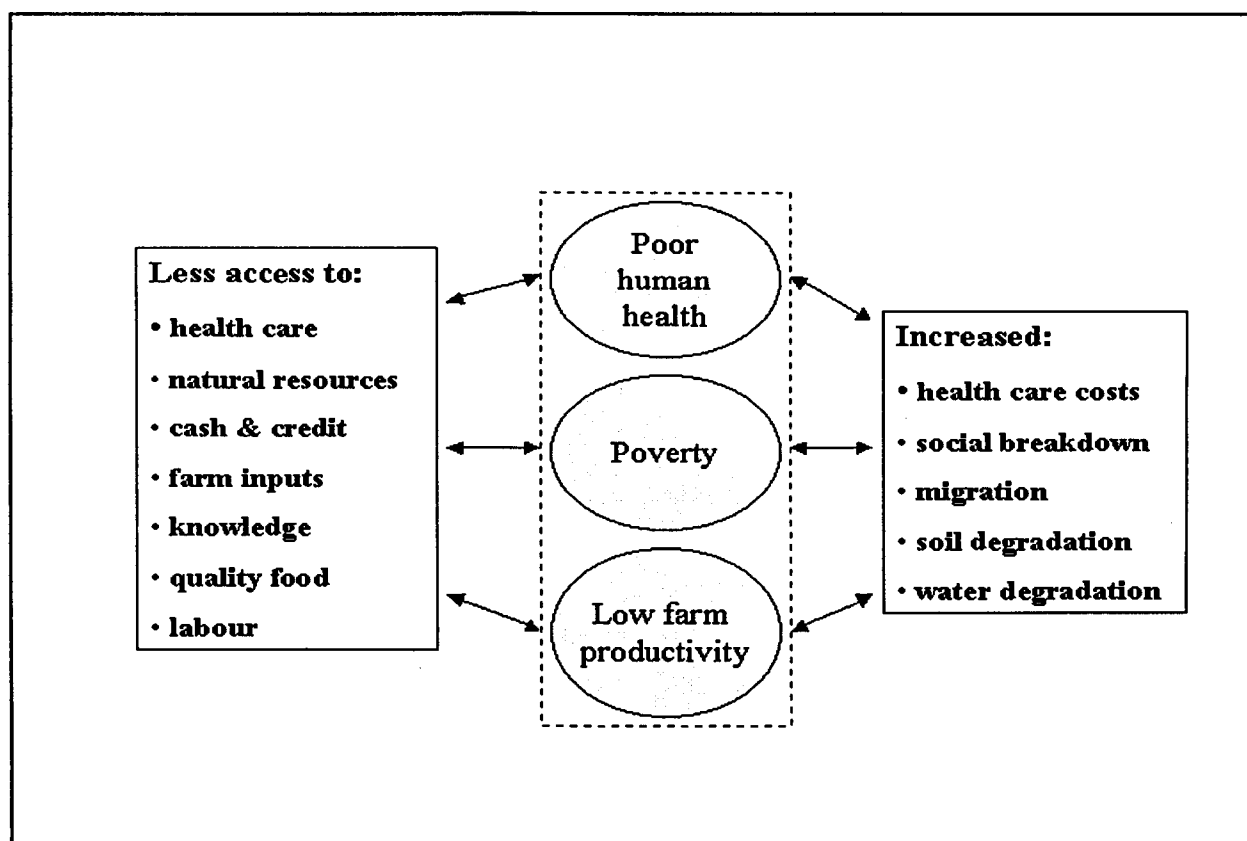 Less access to:
• health care
• natural resources
• cash & credit
• farm inputs
• knowledge
• quality food
• labour
Poor
human
health
Poverty
Low farm
productivity
Increased:
• health care costs
• social breakdown
• migration
• soil degradation
• water degradation